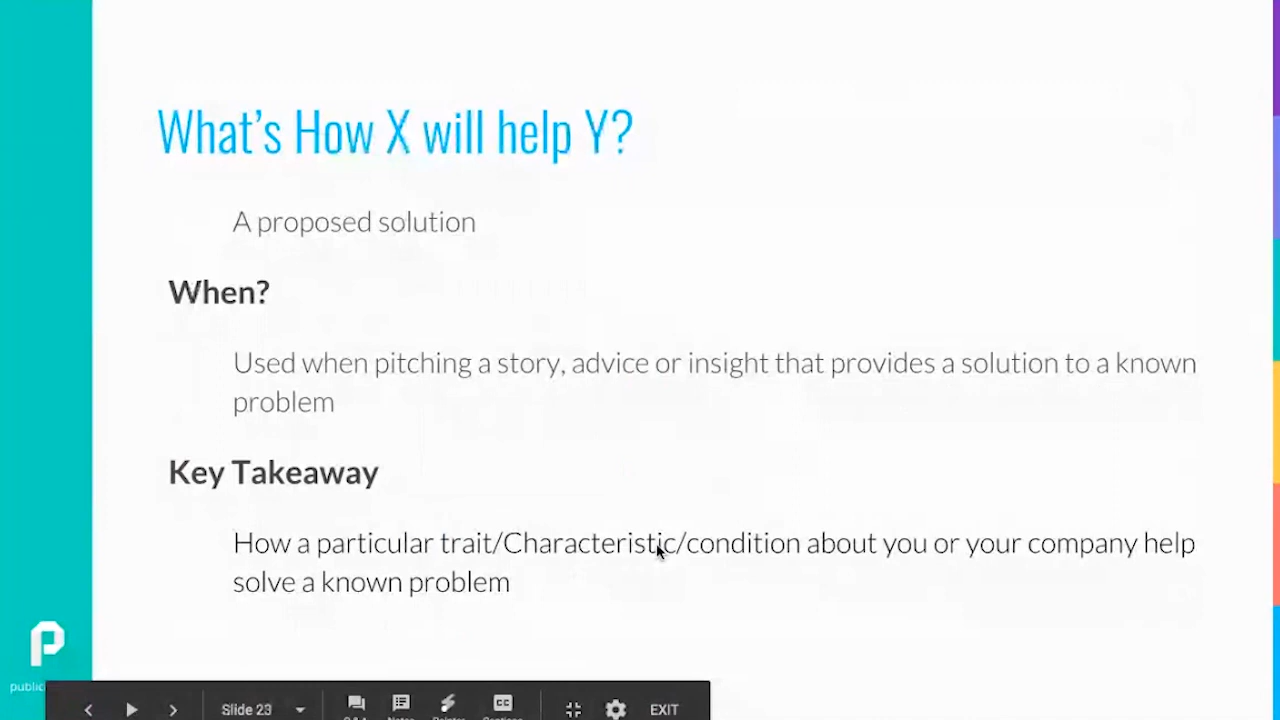 What's How X will help Y?
A proposed solution
When?
Used when pitching a story, advice or insight that provides a solution to a known
problem
Key Takeaway
How a particular trait/Characteristic/condition about you or your company help
solve a known problem
P
public
Slide 23
EXIT